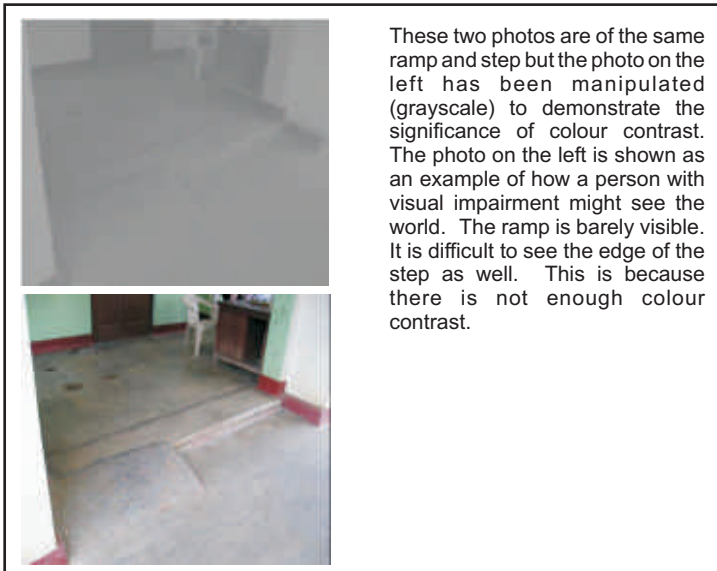 These two photos are of the same
ramp and step but the photo on the
left has been manipulated
(grayscale) to demonstrate the
significance of colour contrast.
The photo on the left is shown as
an example of how a person with
visual impairment might see the
world. The ramp is barely visible.
It is difficult to see the edge of the
step as well. This is because
there is not enough colour
contrast.